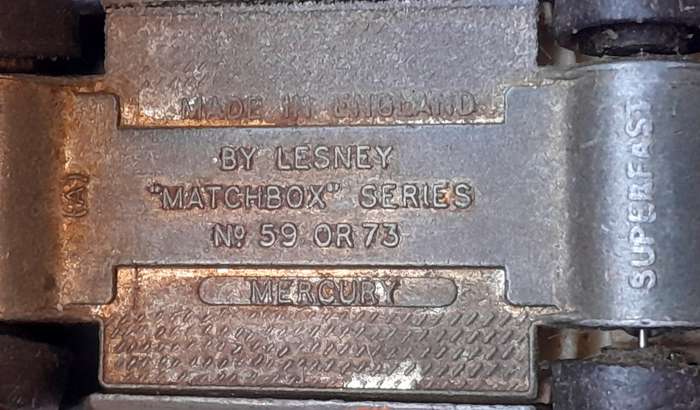 MADE IN ENGLAND
BY LESNEY
"MATCHBOX" SERIES
Nº 59 OR 73
MERCURY
(A)
SUPERFAST